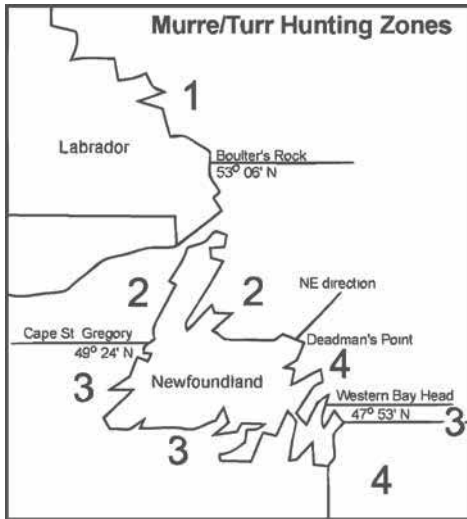 Murre/Turr Hunting Zones
1
Labrador
Boulter's Rock
53° 06' N
2
2
NE direction
Cape St Gregory
49° 24' N
Deadman's Point
4
3
Newfoundland
Western Bay Head
47° 53' N
3
3
4